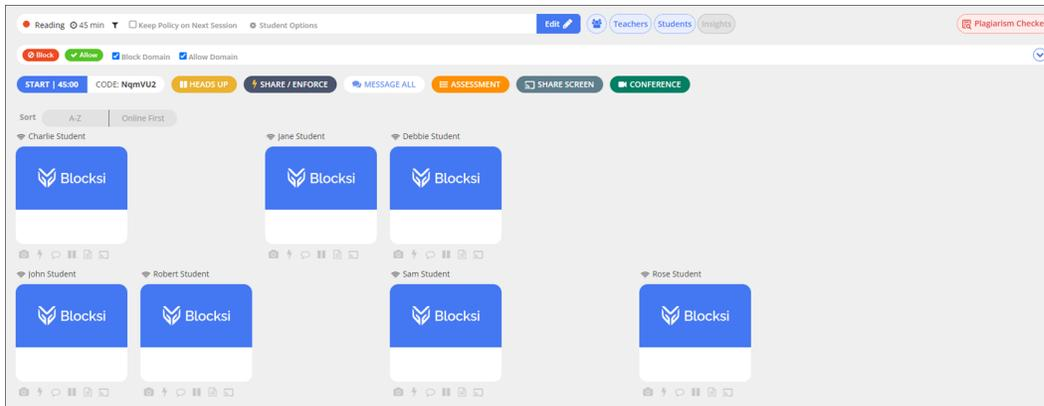 Reading 45 min Keep Policy on Next Session Student Options Edit Teachers Students Insights Plagiarism Checke
Block Allow Block Domain Allow Domain
START | 45:00 CODE: NqmVU2 HEADS UP SHARE / ENFORCE MESSAGE ALL ASSESSMENT SHARE SCREEN CONFERENCE
Sort A-Z Online First
Charlie Student Jane Student Debbie Student
Blocksi Blocksi Blocksi
John Student Robert Student Sam Student Rose Student
Blocksi Blocksi Blocksi Blocksi